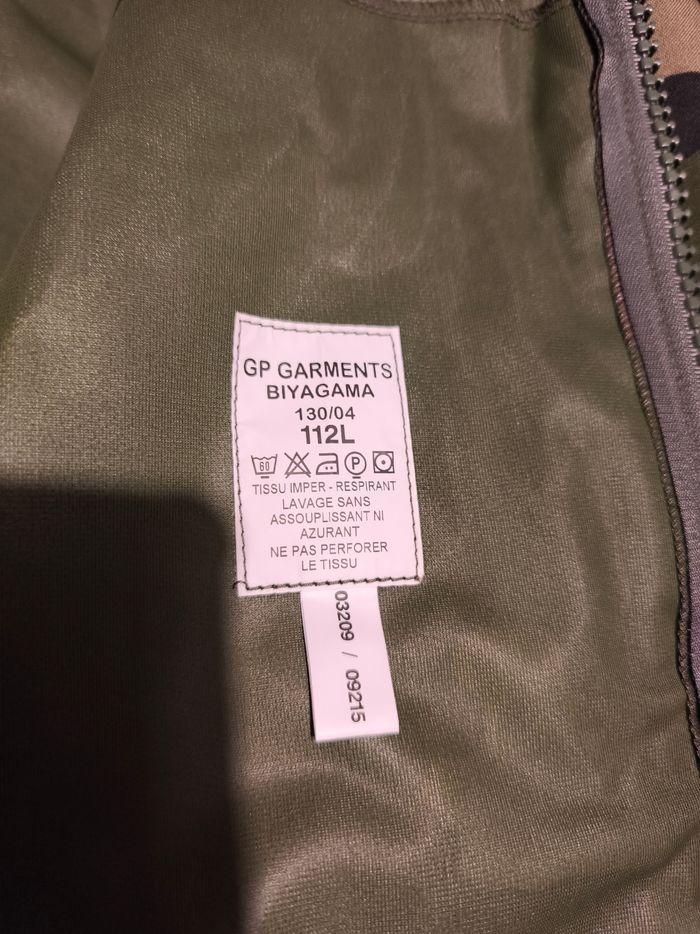 GP GARMENTS
BIYAGAMA
130/04
112L
60 P
TISSU IMPER - RESPIRANT
LAVAGE SANS
ASSOUPLISSANT NI
AZURANT
NE PAS PERFORER
LE TISSU
03209 / 09215